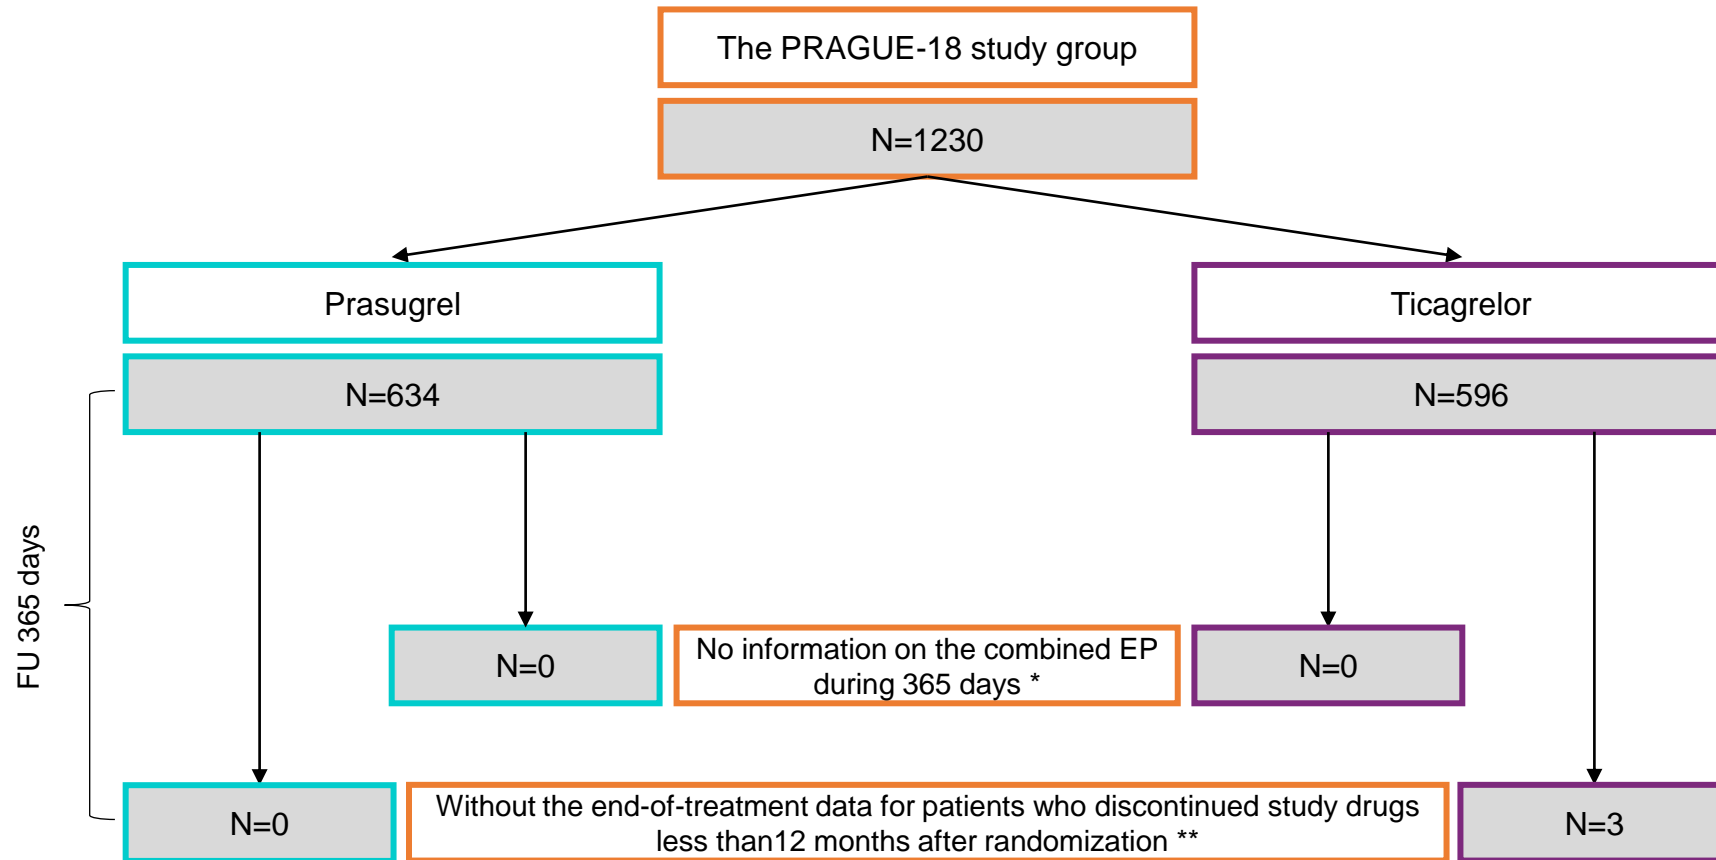 The PRAGUE-18 study group
N=1230
Prasugrel
Ticagrelor
N=634
N=596
FU 365 days
N=0
No information on the combined EP
during 365 days *
N=0
N=0
Without the end-of-treatment data for patients who discontinued study drugs
less than12 months after randomization **
N=3